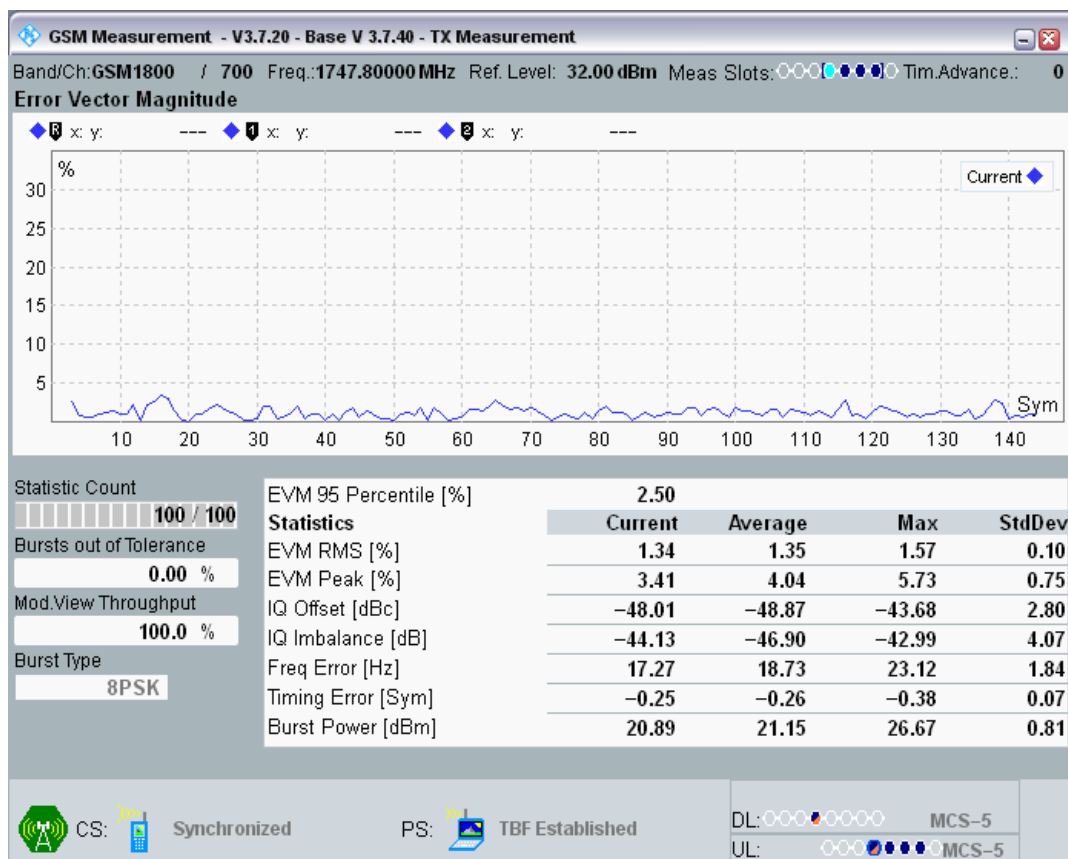 GSM Measurement - V3.7.20 - Base V 3.7.40 - TX Measurement
Band/Ch:GSM1800 / 700 Freq.:1747.80000 MHz Ref. Level: 32.00 dBm Meas Slots: Tim.Advance.: 0
Error Vector Magnitude
R x: y: --- 1 x: y: --- 2 x: y: ---
%
Current
30
25
20
15
10
5
Sym
10 20 30 40 50 60 70 80 90 100 110 120 130 140
Statistic Count
100 / 100
Bursts out of Tolerance
0.00 %
Mod.View Throughput
100.0 %
Burst Type
8PSK
EVM 95 Percentile [%] 2.50
Statistics Current Average Max StdDev
EVM RMS [%] 1.34 1.35 1.57 0.10
EVM Peak [%] 3.41 4.04 5.73 0.75
IQ Offset [dBc] −48.01 −48.87 −43.68 2.80
IQ Imbalance [dB] −44.13 −46.90 −42.99 4.07
Freq Error [Hz] 17.27 18.73 23.12 1.84
Timing Error [Sym] −0.25 −0.26 −0.38 0.07
Burst Power [dBm] 20.89 21.15 26.67 0.81
CS: Synchronized PS: TBF Established
DL: MCS−5
UL: MCS−5